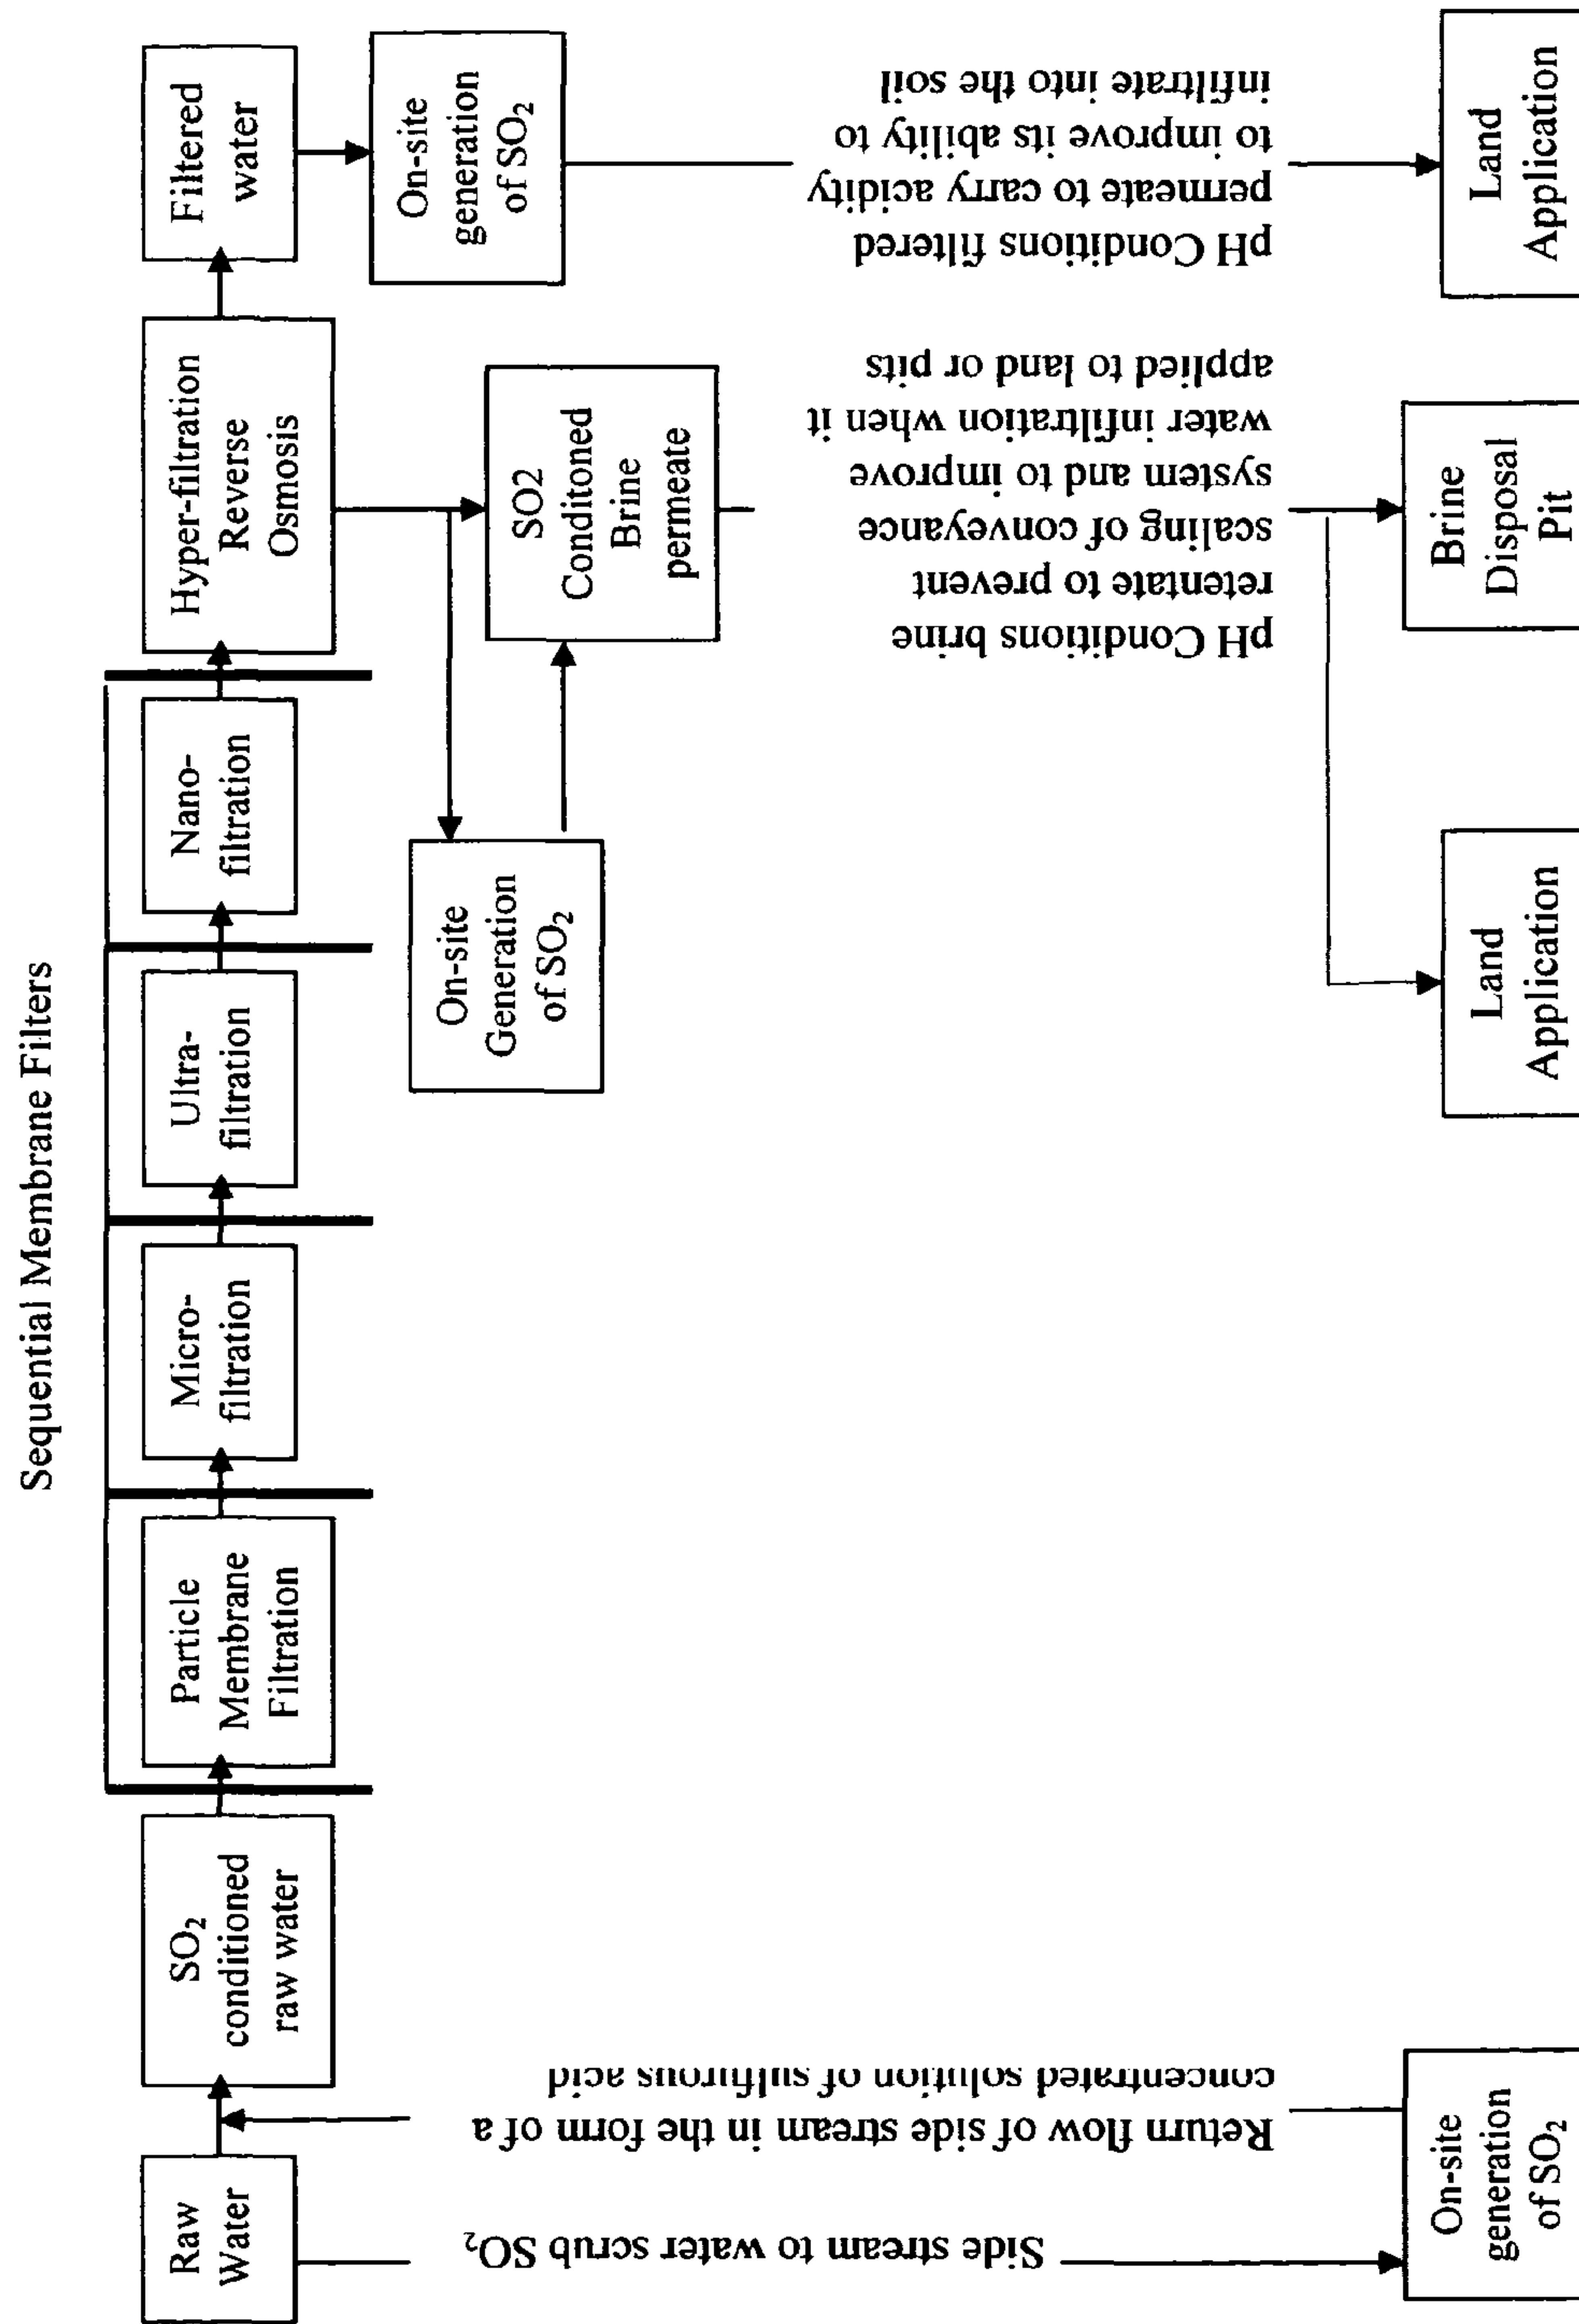 Sequential Membrane Filters
Raw
Water
SO₂
conditioned
raw water
Particle
Membrane
Filtration
Micro-
filtration
Ultra-
filtration
Nano-
filtration
Hyper-filtration
Reverse
Osmosis
Filtered
water
On-site
generation
of SO₂
On-site
Generation
of SO₂
SO2
Conditoned
Brine
permeate
Side stream to water scrub SO₂
Return flow of side stream in the form of a
concentrated solution of sulfurous acid
pH Conditions brine
retentate to prevent
scaling of conveyance
system and to improve
water infiltration when it
applied to land or pits
pH Conditions filtered
permeate to carry acidity
to improve its ability to
infiltrate into the soil
On-site
generation
of SO₂
Land
Application
Brine
Disposal
Pit
Land
Application